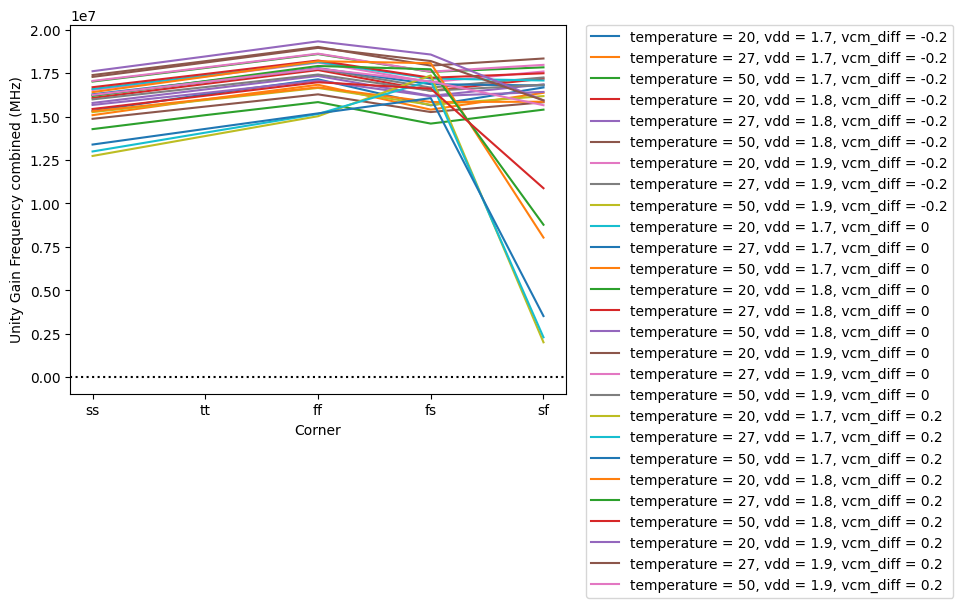 1e7
2.00
1.75
1.50
1.25
1.00
0.75
0.50
0.25
0.00
Unity Gain Frequency combined (MHz)
ss tt ff fs sf
Corner
temperature = 20, vdd = 1.7, vcm_diff = -0.2
temperature = 27, vdd = 1.7, vcm_diff = -0.2
temperature = 50, vdd = 1.7, vcm_diff = -0.2
temperature = 20, vdd = 1.8, vcm_diff = -0.2
temperature = 27, vdd = 1.8, vcm_diff = -0.2
temperature = 50, vdd = 1.8, vcm_diff = -0.2
temperature = 20, vdd = 1.9, vcm_diff = -0.2
temperature = 27, vdd = 1.9, vcm_diff = -0.2
temperature = 50, vdd = 1.9, vcm_diff = -0.2
temperature = 20, vdd = 1.7, vcm_diff = 0
temperature = 27, vdd = 1.7, vcm_diff = 0
temperature = 50, vdd = 1.7, vcm_diff = 0
temperature = 20, vdd = 1.8, vcm_diff = 0
temperature = 27, vdd = 1.8, vcm_diff = 0
temperature = 50, vdd = 1.8, vcm_diff = 0
temperature = 20, vdd = 1.9, vcm_diff = 0
temperature = 27, vdd = 1.9, vcm_diff = 0
temperature = 50, vdd = 1.9, vcm_diff = 0
temperature = 20, vdd = 1.7, vcm_diff = 0.2
temperature = 27, vdd = 1.7, vcm_diff = 0.2
temperature = 50, vdd = 1.7, vcm_diff = 0.2
temperature = 20, vdd = 1.8, vcm_diff = 0.2
temperature = 27, vdd = 1.8, vcm_diff = 0.2
temperature = 50, vdd = 1.8, vcm_diff = 0.2
temperature = 20, vdd = 1.9, vcm_diff = 0.2
temperature = 27, vdd = 1.9, vcm_diff = 0.2
temperature = 50, vdd = 1.9, vcm_diff = 0.2